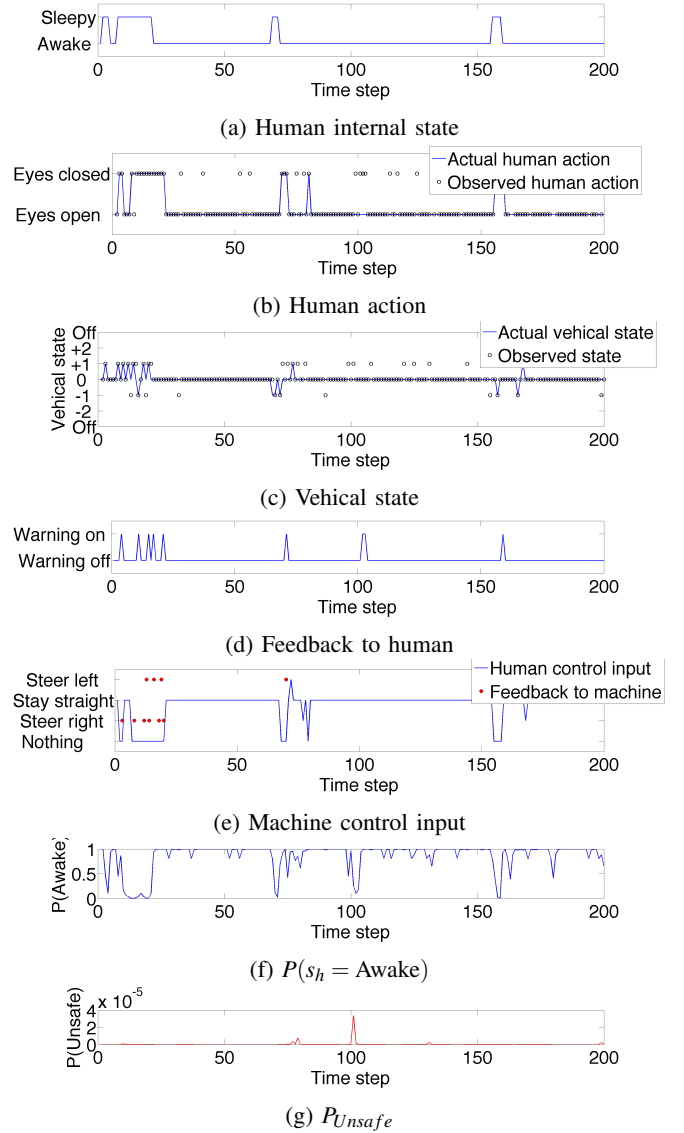 Sleepy
Awake
0 50 100 150 200
Time step
(a) Human internal state
Eyes closed
Eyes open
Actual human action
Observed human action
0 50 100 150 200
Time step
(b) Human action
Vehical state
Off
+2
+1
0
-1
-2
Off
Actual vehical state
Observed state
0 50 100 150 200
Time step
(c) Vehical state
Warning on
Warning off
0 50 100 150 200
Time step
(d) Feedback to human
Steer left
Stay straight
Steer right
Nothing
Human control input
Feedback to machine
0 50 100 150 200
Time step
(e) Machine control input
P(Awake)
1
0.5
0
0 50 100 150 200
Time step
(f) P(s_h = Awake)
P(Unsafe)
x 10^-5
4
2
0
0 50 100 150 200
Time step
(g) P_Unsafe